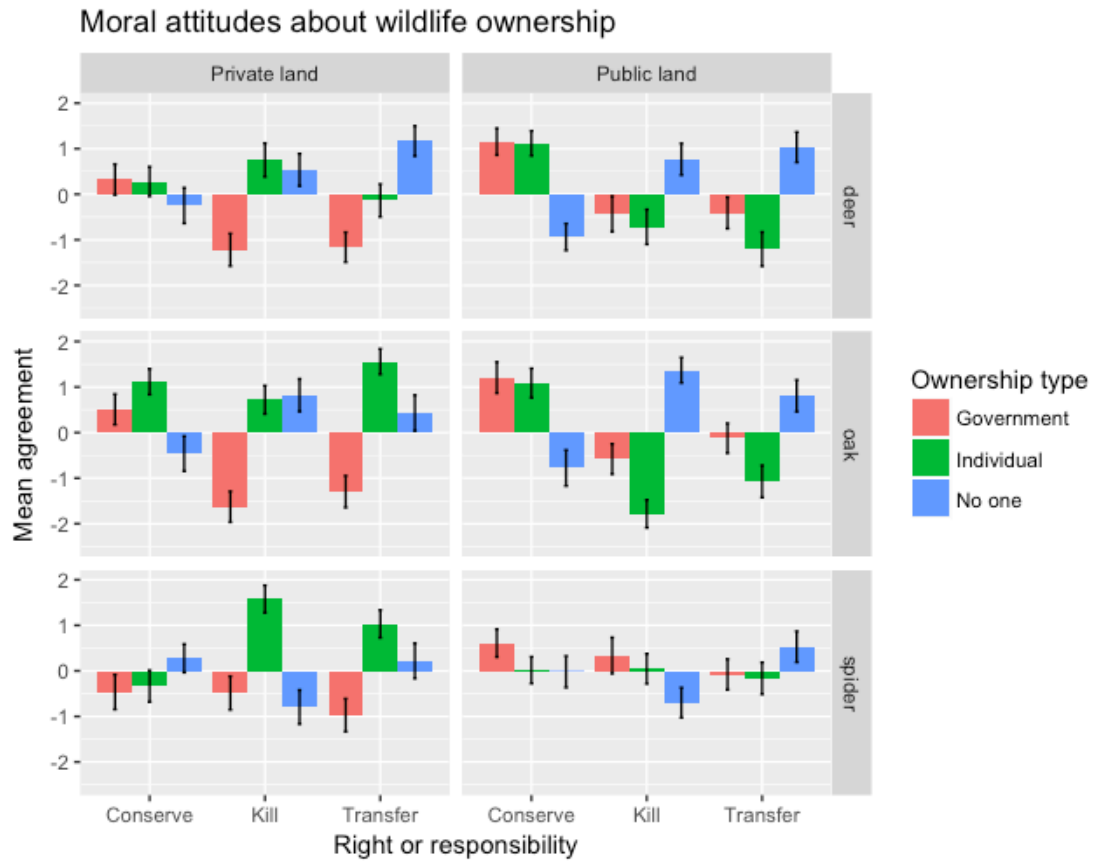 Moral attitudes about wildlife ownership
Private land
Public land
2
1
0
-1
-2
deer
2
1
0
-1
-2
oak
2
1
0
-1
-2
spider
Mean agreement
Conserve
Kill
Transfer
Conserve
Kill
Transfer
Right or responsibility
Ownership type
Government
Individual
No one